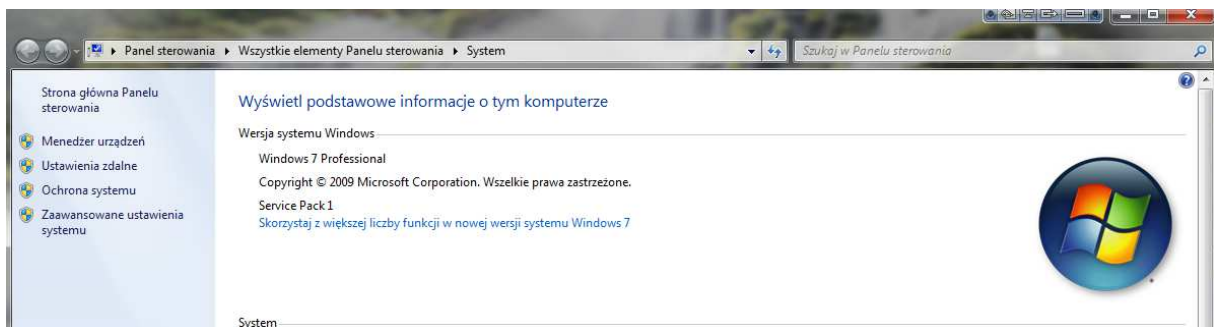 Panel sterowania ▸ Wszystkie elementy Panelu sterowania ▸ System
Szukaj w Panelu sterowania
Strona główna Panelu
sterowania
Menedżer urządzeń
Ustawienia zdalne
Ochrona systemu
Zaawansowane ustawienia
systemu
Wyświetl podstawowe informacje o tym komputerze
Wersja systemu Windows
Windows 7 Professional
Copyright © 2009 Microsoft Corporation. Wszelkie prawa zastrzeżone.
Service Pack 1
Skorzystaj z większej liczby funkcji w nowej wersji systemu Windows 7
System